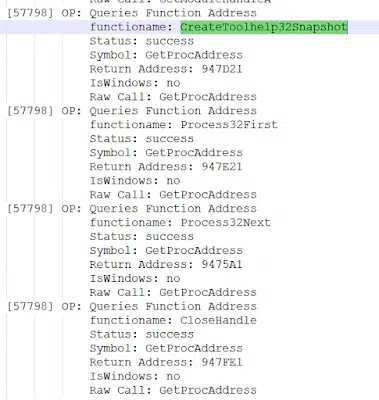 Raw Call: GetModuleHandleA
[57798] OP: Queries Function Address
functioname: CreateToolhelp32Snapshot
Status: success
Symbol: GetProcAddress
Return Address: 947D21
IsWindows: no
Raw Call: GetProcAddress
[57798] OP: Queries Function Address
functioname: Process32First
Status: success
Symbol: GetProcAddress
Return Address: 947E21
IsWindows: no
Raw Call: GetProcAddress
[57798] OP: Queries Function Address
functioname: Process32Next
Status: success
Symbol: GetProcAddress
Return Address: 9475A1
IsWindows: no
Raw Call: GetProcAddress
[57798] OP: Queries Function Address
functioname: CloseHandle
Status: success
Symbol: GetProcAddress
Return Address: 947FE1
IsWindows: no
Raw Call: GetProcAddress